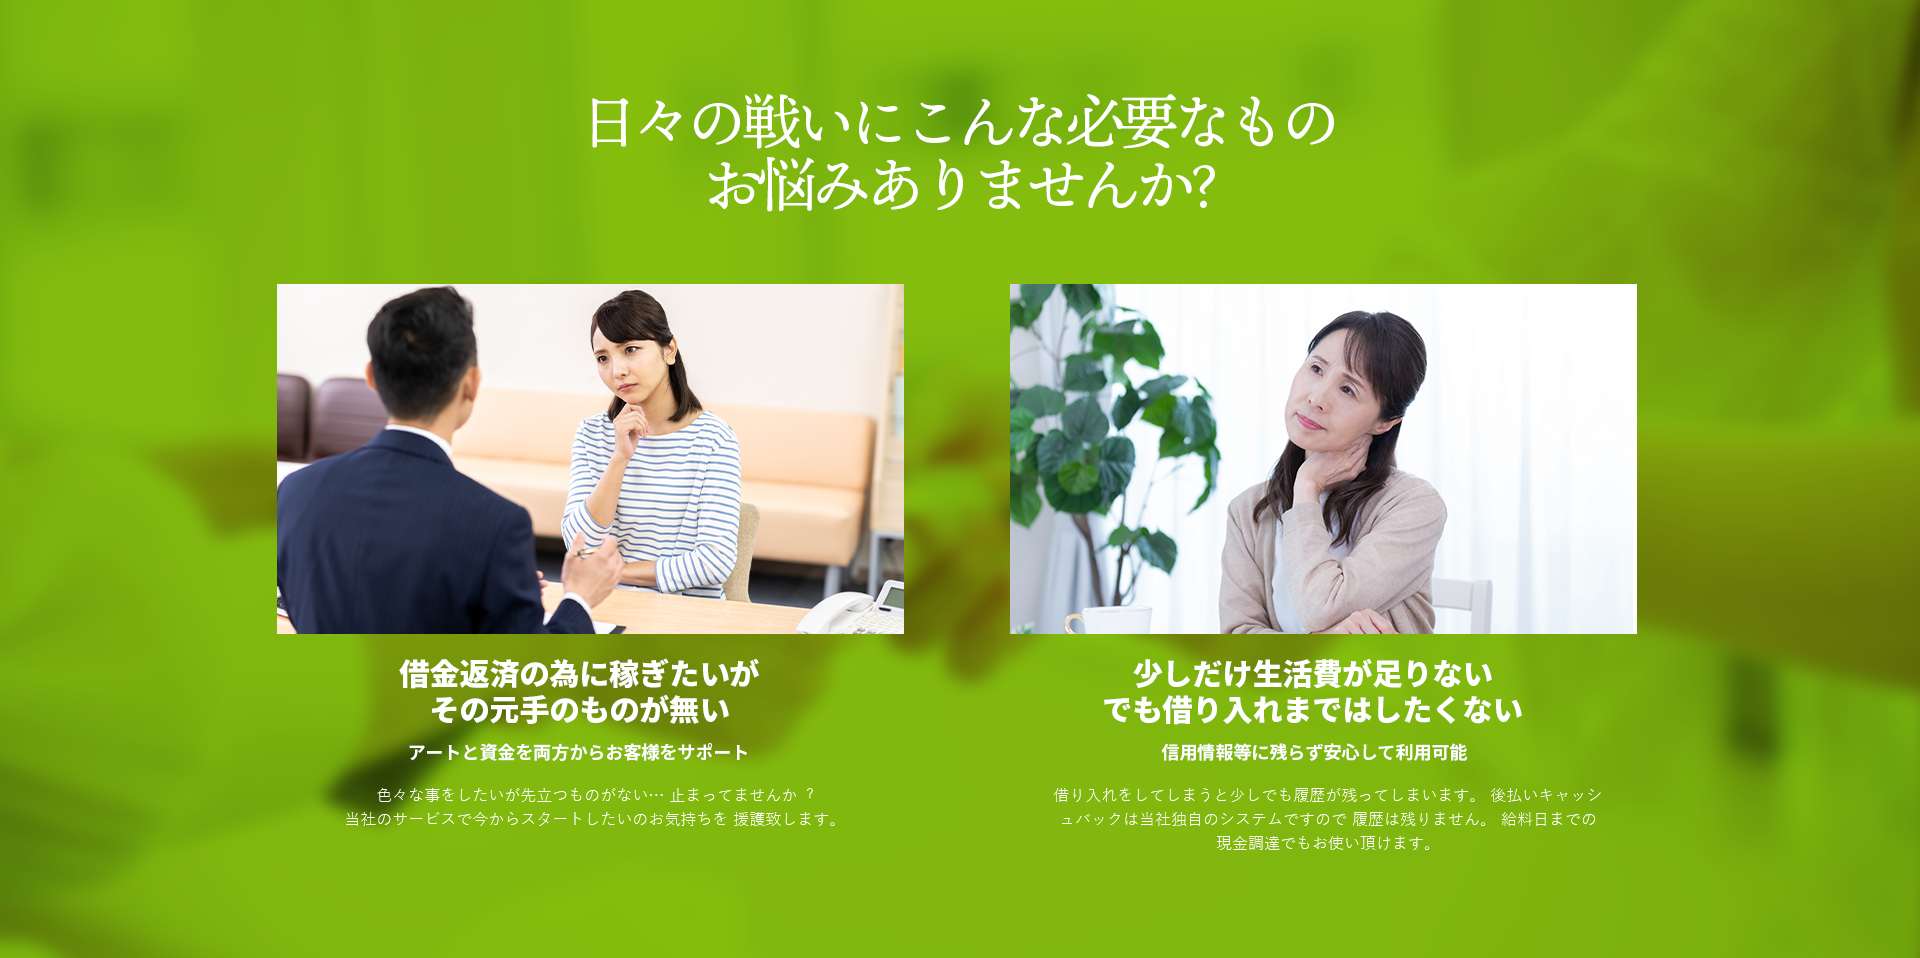 日々の戦いにこんな必要なもの
お悩みありませんか?
借金返済の為に稼ぎたいが
その元手のものが無い
アートと資金を両方からお客様をサポート
色々な事をしたいが先立つものがない… 止まってませんか ?
当社のサービスで今からスタートしたいのお気持ちを 援護致します。
少しだけ生活費が足りない
でも借り入れまではしたくない
信用情報等に残らず安心して利用可能
借り入れをしてしまうと少しでも履歴が残ってしまいます。 後払いキャッシ
ュバックは当社独自のシステムですので 履歴は残りません。 給料日までの
現金調達でもお使い頂けます。